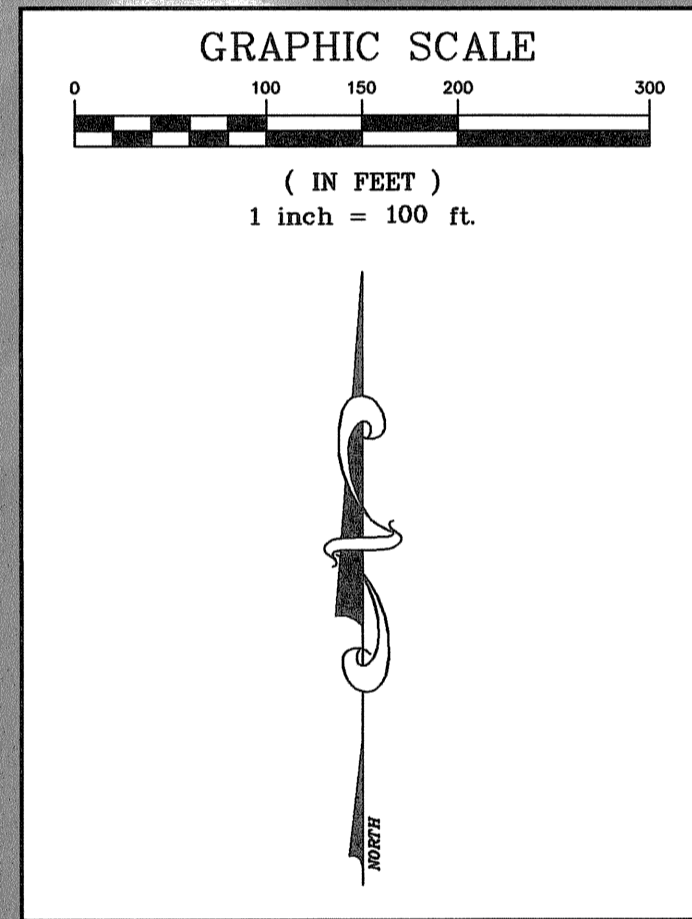 GRAPHIC SCALE
0 100 150 200 300
( IN FEET )
1 inch = 100 ft.
NORTH